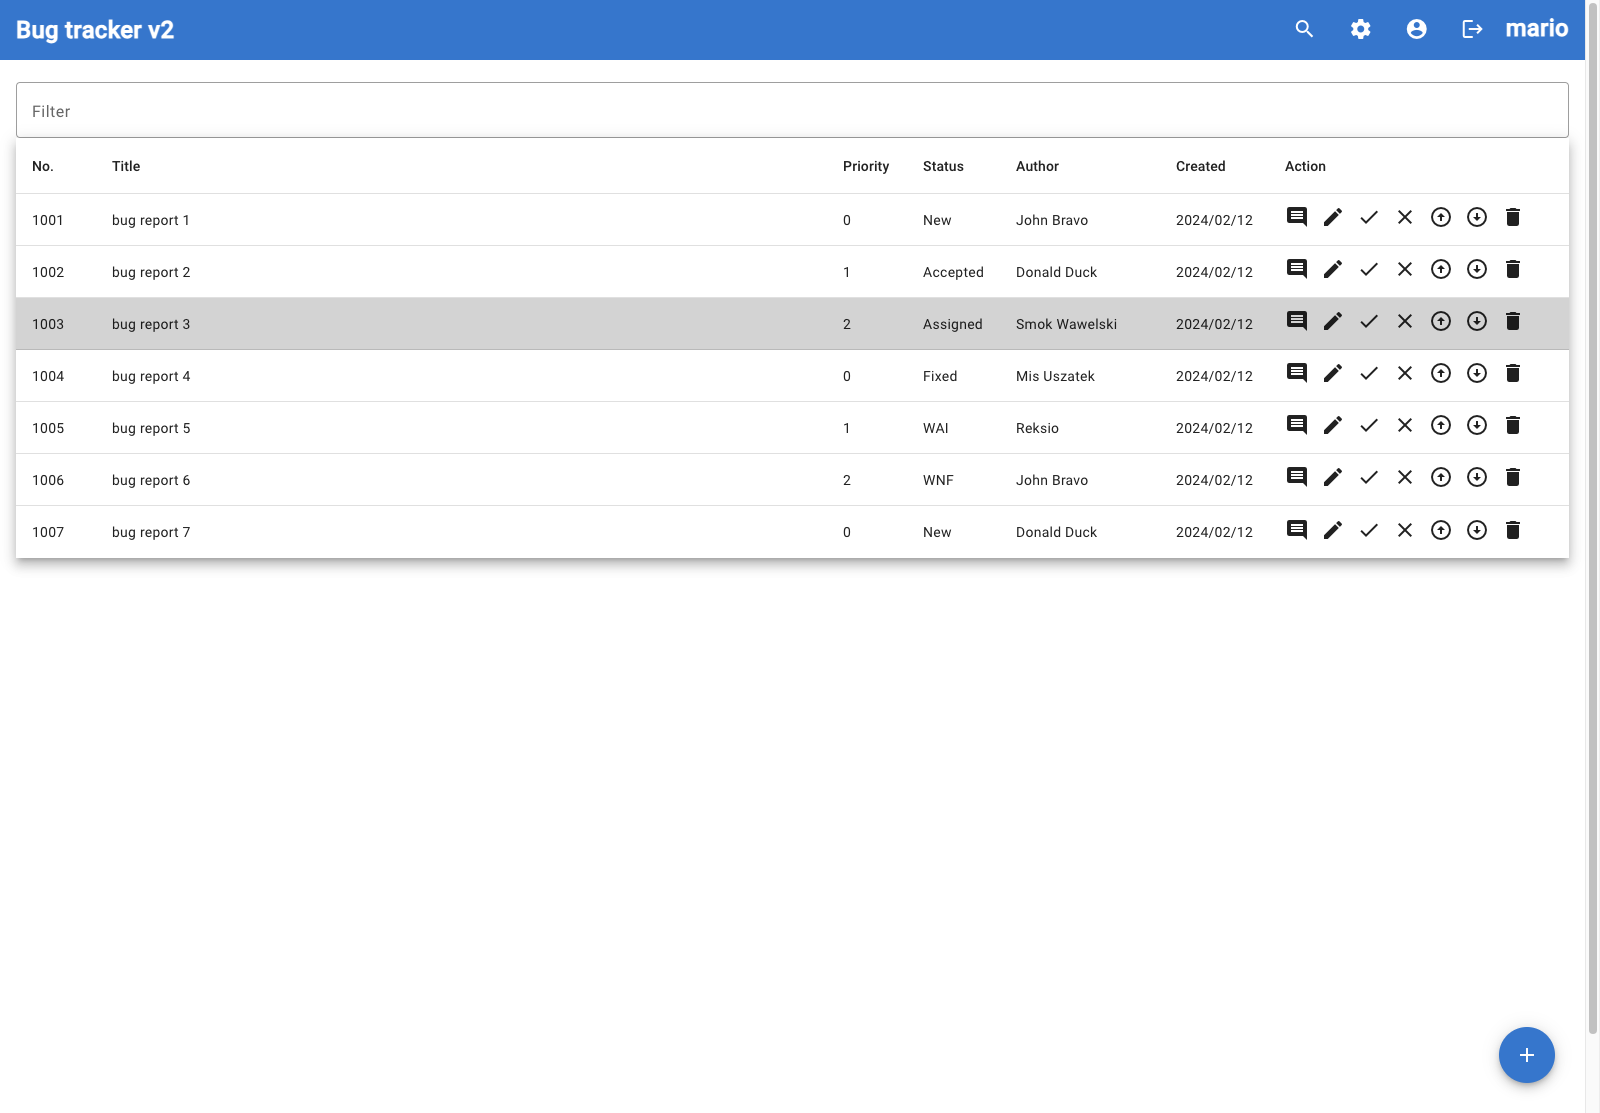 Bug tracker v2 mario
Filter
No. Title Priority Status Author Created Action
1001 bug report 1 0 New John Bravo 2024/02/12
1002 bug report 2 1 Accepted Donald Duck 2024/02/12
1003 bug report 3 2 Assigned Smok Wawelski 2024/02/12
1004 bug report 4 0 Fixed Mis Uszatek 2024/02/12
1005 bug report 5 1 WAI Reksio 2024/02/12
1006 bug report 6 2 WNF John Bravo 2024/02/12
1007 bug report 7 0 New Donald Duck 2024/02/12